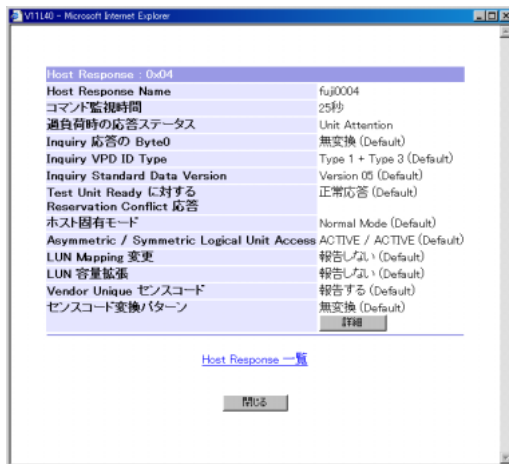 V11L40 - Microsoft Internet Explorer
Host Response : 0x04
Host Response Name fuji0004
コマンド監視時間 25秒
過負荷時の応答ステータス Unit Attention
Inquiry 応答の Byte0 無変換 (Default)
Inquiry VPD ID Type Type 1 + Type 3 (Default)
Inquiry Standard Data Version Version 05 (Default)
Test Unit Ready に対する 正常応答 (Default)
Reservation Conflict 応答
ホスト固有モード Normal Mode (Default)
Asymmetric / Symmetric Logical Unit Access ACTIVE / ACTIVE (Default)
LUN Mapping 変更 報告しない (Default)
LUN 容量拡張 報告しない (Default)
Vendor Unique センスコード 報告する (Default)
センスコード変換パターン 無変換 (Default)
詳細
Host Response 一覧
閉じる